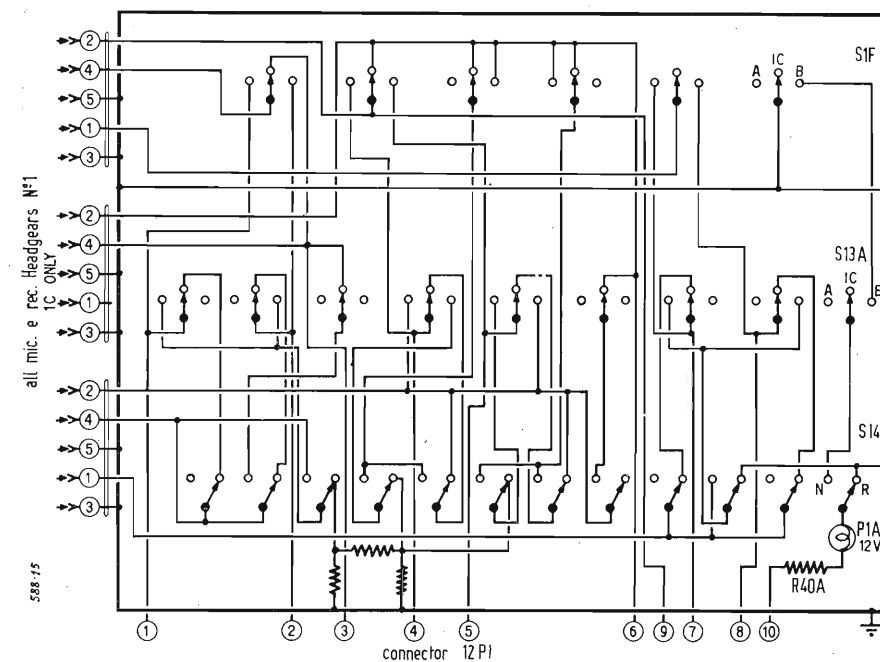 2
4
5
1
3
2
4
5
1
3
2
4
5
1
3
all mic. e rec. Headgears Nº1
1C ONLY
S1F
A 1C B
S13A
A 1C B
S14
N R
P1A
12V
R40A
1 2 3 4 5 6 9 7 8 10
connector 12P1
588-15